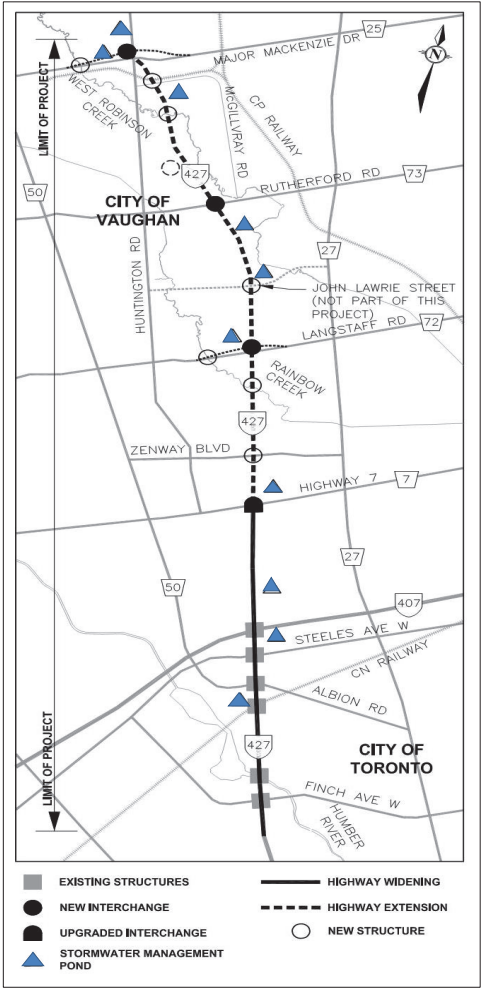 25
MAJOR MACKENZIE DR
N
LIMIT OF PROJECT
WEST ROBINSON
CREEK
McGILLVRAY RD
CP RAILWAY
427
RUTHERFORD RD
73
50
CITY OF
VAUGHAN
HUNTINGTON RD
27
JOHN LAWRIE STREET
(NOT PART OF THIS
PROJECT)
LANGSTAFF RD
72
RAINBOW
CREEK
427
ZENWAY BLVD
HIGHWAY 7
7
27
50
407
STEELES AVE W
CN RAILWAY
ALBION RD
427
CITY OF
TORONTO
LIMIT OF PROJECT
FINCH AVE W
HUMBER
RIVER
EXISTING STRUCTURES
HIGHWAY WIDENING
NEW INTERCHANGE
HIGHWAY EXTENSION
UPGRADED INTERCHANGE
NEW STRUCTURE
STORMWATER MANAGEMENT
POND